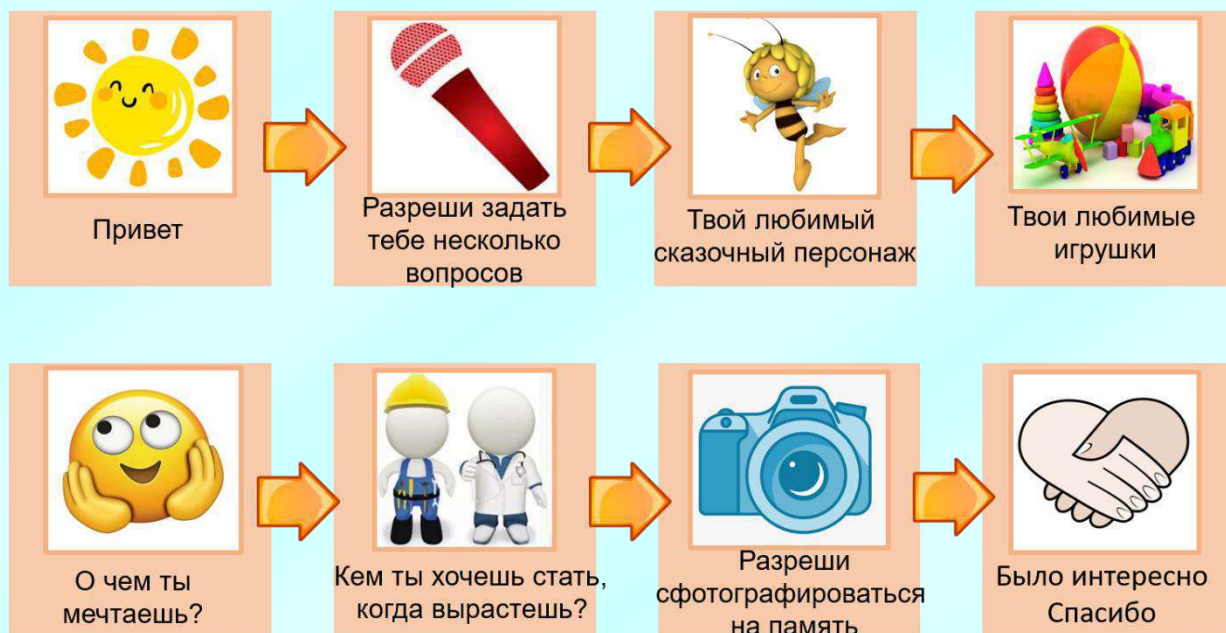 Привет
Разреши задать
тебе несколько
вопросов
Твой любимый
сказочный персонаж
Твои любимые
игрушки
О чем ты
мечтаешь?
Кем ты хочешь стать,
когда вырастешь?
Разреши
сфотографироваться
на память
Было интересно
Спасибо